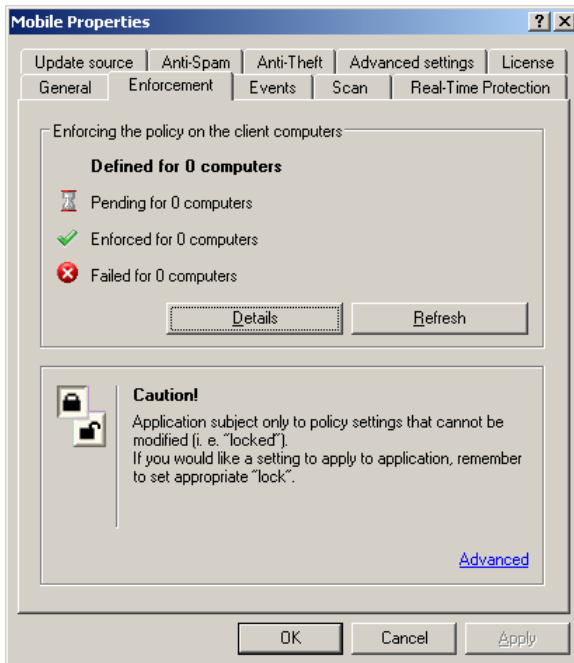 Mobile Properties
Update source Anti-Spam Anti-Theft Advanced settings License
General Enforcement Events Scan Real-Time Protection
Enforcing the policy on the client computers
Defined for 0 computers
Pending for 0 computers
Enforced for 0 computers
Failed for 0 computers
Details Refresh
Caution!
Application subject only to policy settings that cannot be
modified (i. e. "locked").
If you would like a setting to apply to application, remember
to set appropriate "lock".
Advanced
OK Cancel Apply